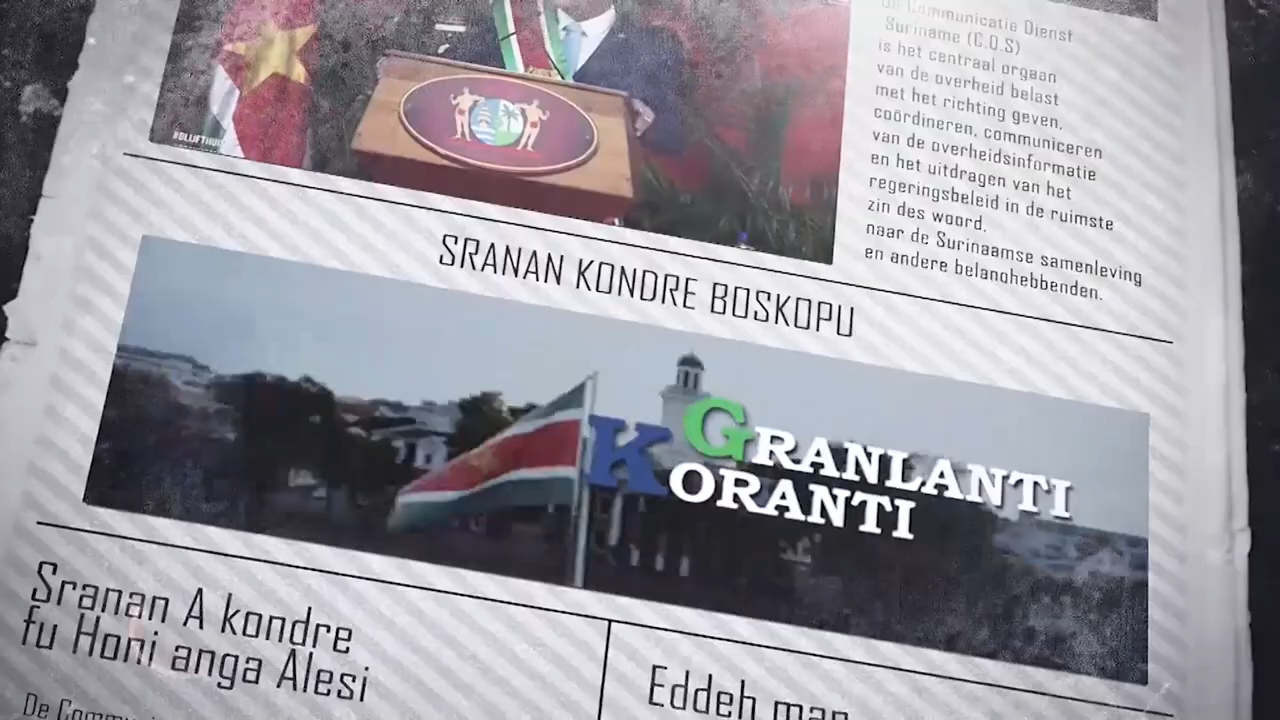 de Communicatie Dienst
Suriname (C.O.S)
is het centraal orgaan
van de overheid belast
met het richting geven,
coördineren, communiceren
van de overheidsinformatie
en het uitdragen van het
regeringsbeleid in de ruimste
zin des woord.
naar de Surinaamse samenleving
en andere belanghebbenden.
SRANAN KONDRE BOSKOPU
GRANLANTI
KORANTI
Sranan A kondre
fu Honi anga Alesi
De
Eddeh man